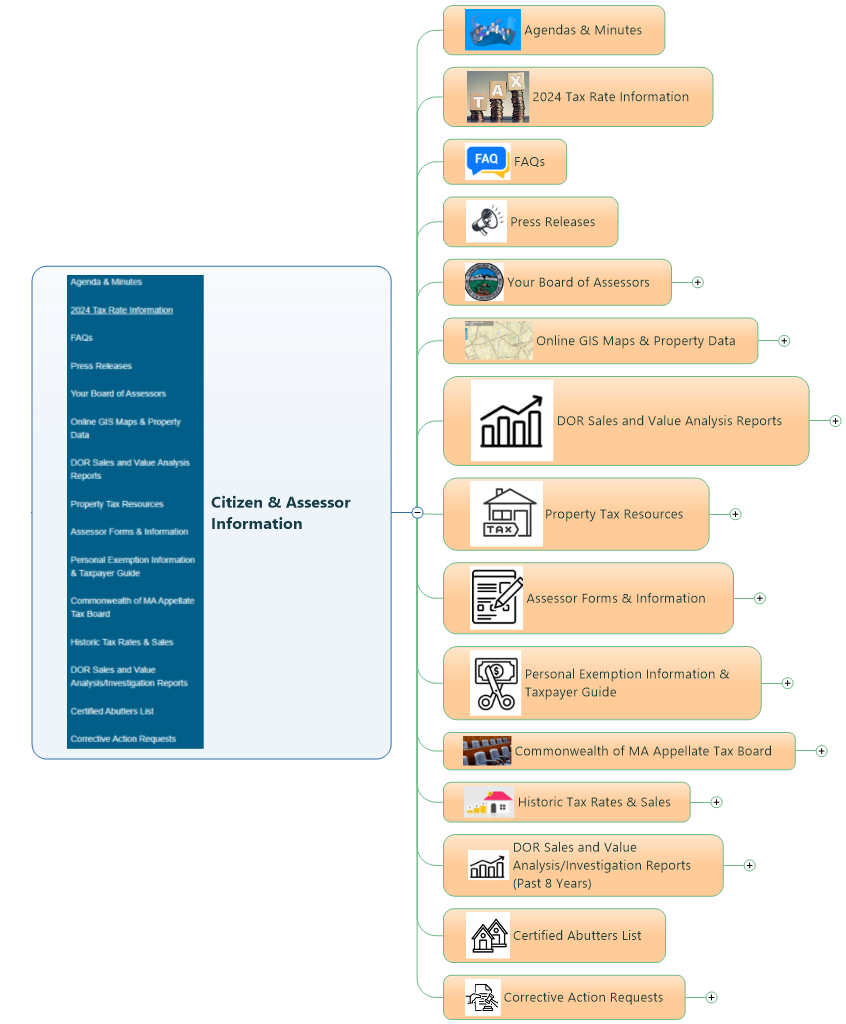 Agenda & Minutes
2024 Tax Rate Information
FAQs
Press Releases
Your Board of Assessors
Online GIS Maps & Property
Data
DOR Sales and Value Analysis
Reports
Property Tax Resources
Assessor Forms & Information
Personal Exemption Information
& Taxpayer Guide
Commonwealth of MA Appellate
Tax Board
Historic Tax Rates & Sales
DOR Sales and Value
Analysis/Investigation Reports
Certified Abutters List
Corrective Action Requests
Citizen & Assessor
Information
Agendas & Minutes
TAX
2024 Tax Rate Information
FAQ
FAQs
Press Releases
Your Board of Assessors
Online GIS Maps & Property Data
DOR Sales and Value Analysis Reports
TAX
Property Tax Resources
Assessor Forms & Information
Personal Exemption Information &
Taxpayer Guide
Commonwealth of MA Appellate Tax Board
Historic Tax Rates & Sales
DOR Sales and Value
Analysis/Investigation Reports
(Past 8 Years)
Certified Abutters List
Corrective Action Requests